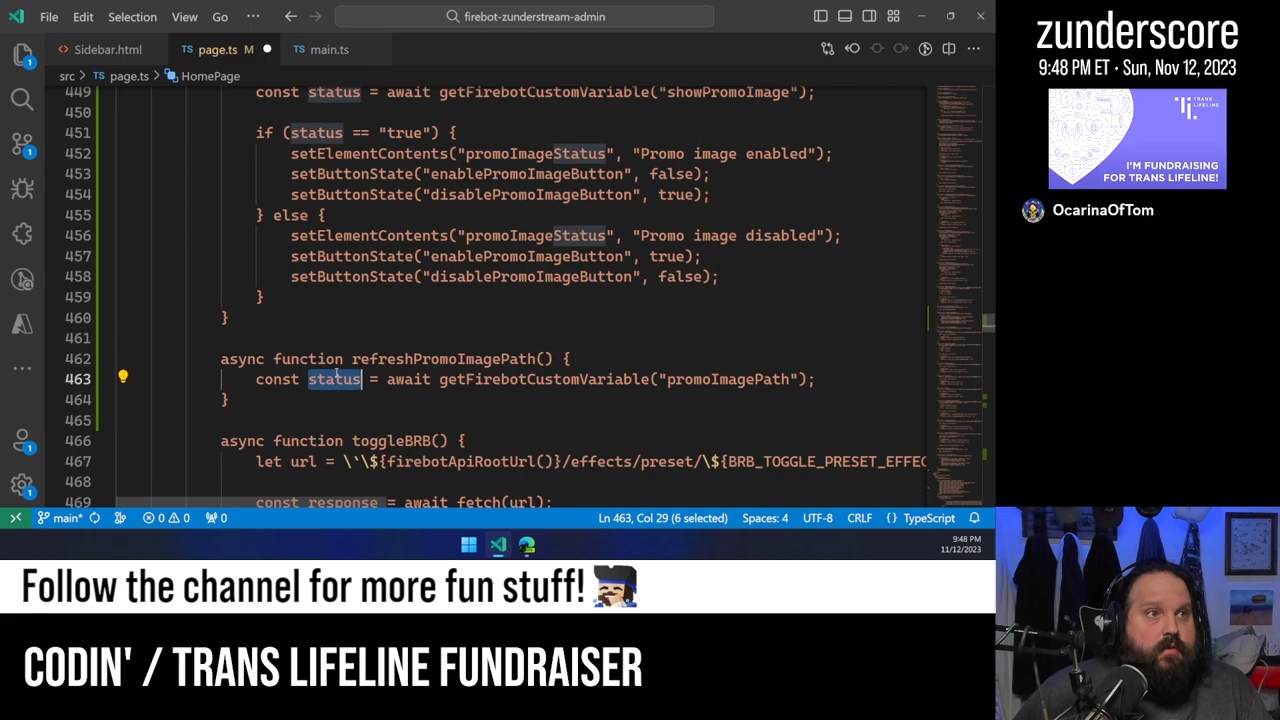 File Edit Selection View Go ··· firebot-zunderstream-admin
Sidebar.html TS page.ts M TS main.ts
src > TS page.ts > HomePage
449 const status = await getFirebotCustomVariable("showPromoImage");
450
451 if (status == "true") {
452 setElementContents("promoImageStatus", "Promo image enabled");
453 setButtonState("enablePromoImageButton", false);
454 setButtonState("disablePromoImageButton", true);
455 } else {
456 setElementContents("promoImageStatus", "Promo image disabled");
457 setButtonState("enablePromoImageButton", true);
458 setButtonState("disablePromoImageButton", false);
459 }
460 }
461
462 async function refreshPromoImagePath() {
463 const status = await getFirebotCustomVariable("promoImagePath");
464 }
465
466 async function toggleBRB() {
467 let url = \`\${firebotApiRootUrl()}/effects/preset/\${BRB_TOGGLE_PRESET_EFFEC
468
469 const response = await fetch(url);
main* 0 0 0 Ln 463, Col 29 (6 selected) Spaces: 4 UTF-8 CRLF {} TypeScript
9:48 PM
11/12/2023
zunderscore
9:48 PM ET • Sun, Nov 12, 2023
TRANS
LIFELINE
I'M FUNDRAISING
FOR TRANS LIFELINE!
OcarinaOfTom
Follow the channel for more fun stuff!
CODIN' / TRANS LIFELINE FUNDRAISER